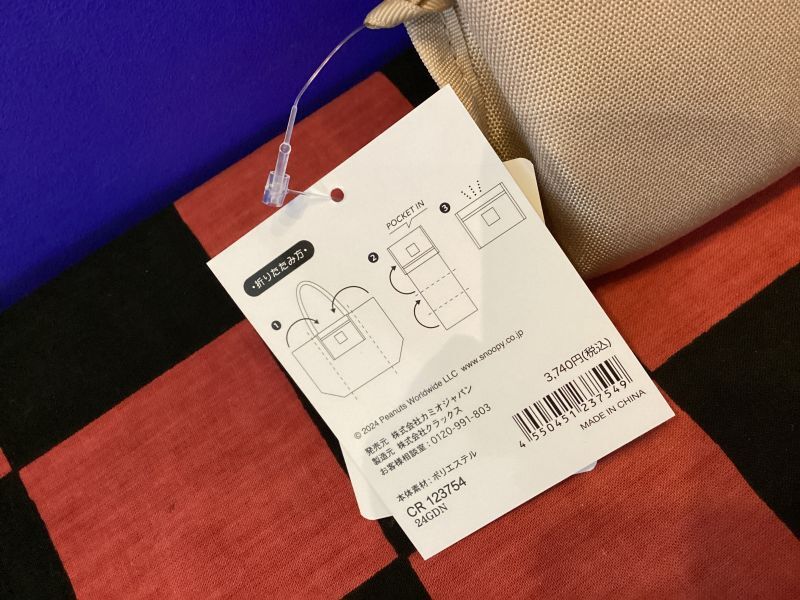 ・折りたたみ方・
1
2
POCKET IN
3
© 2024 Peanuts Worldwide LLC www.snoopy.co.jp
発売元 株式会社カミオジャパン
製造元 株式会社クラックス
お客様相談室:0120-991-803
本体素材:ポリエステル
CR 123754
24GDN
3,740円(税込)
4 550451 237549
MADE IN CHINA